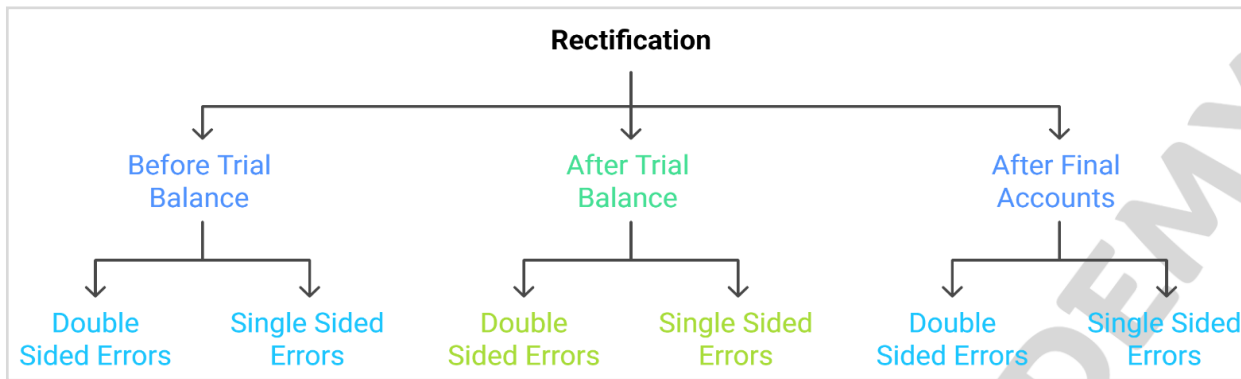 Rectification
Before Trial
Balance
After Trial
Balance
After Final
Accounts
Double
Sided Errors
Single Sided
Errors
Double
Sided Errors
Single Sided
Errors
Double
Sided Errors
Single Sided
Errors